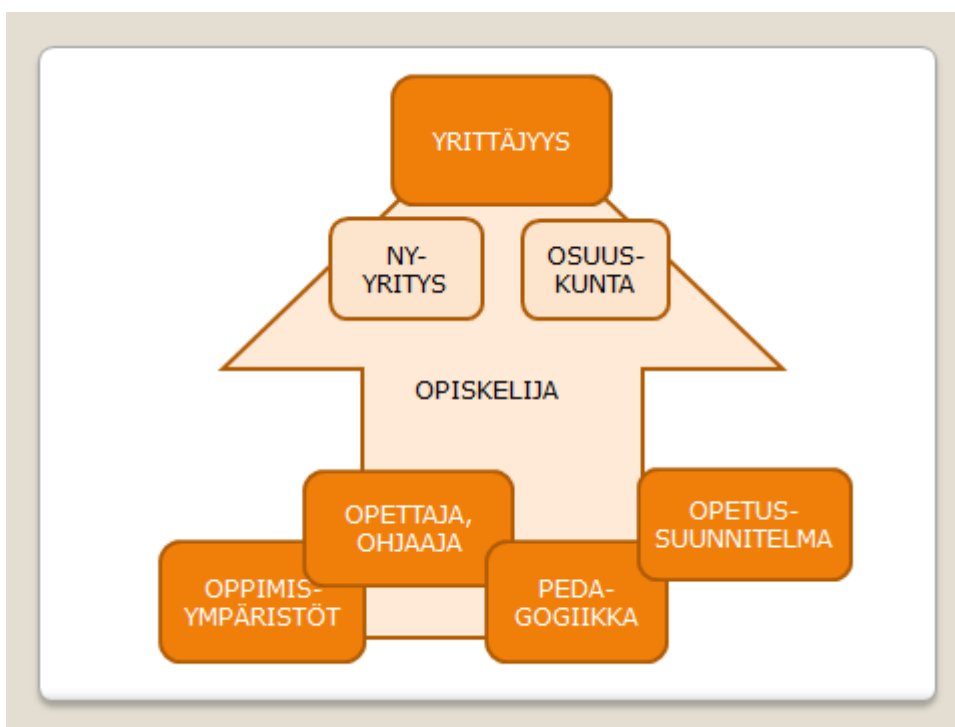 YRITTÄJYYS
NY-
YRITYS
OSUUS-
KUNTA
OPISKELIJA
OPETTAJA,
OHJAAJA
OPETUS-
SUUNNITELMA
OPPIMIS-
YMPÄRISTÖT
PEDA-
GOGIIKKA